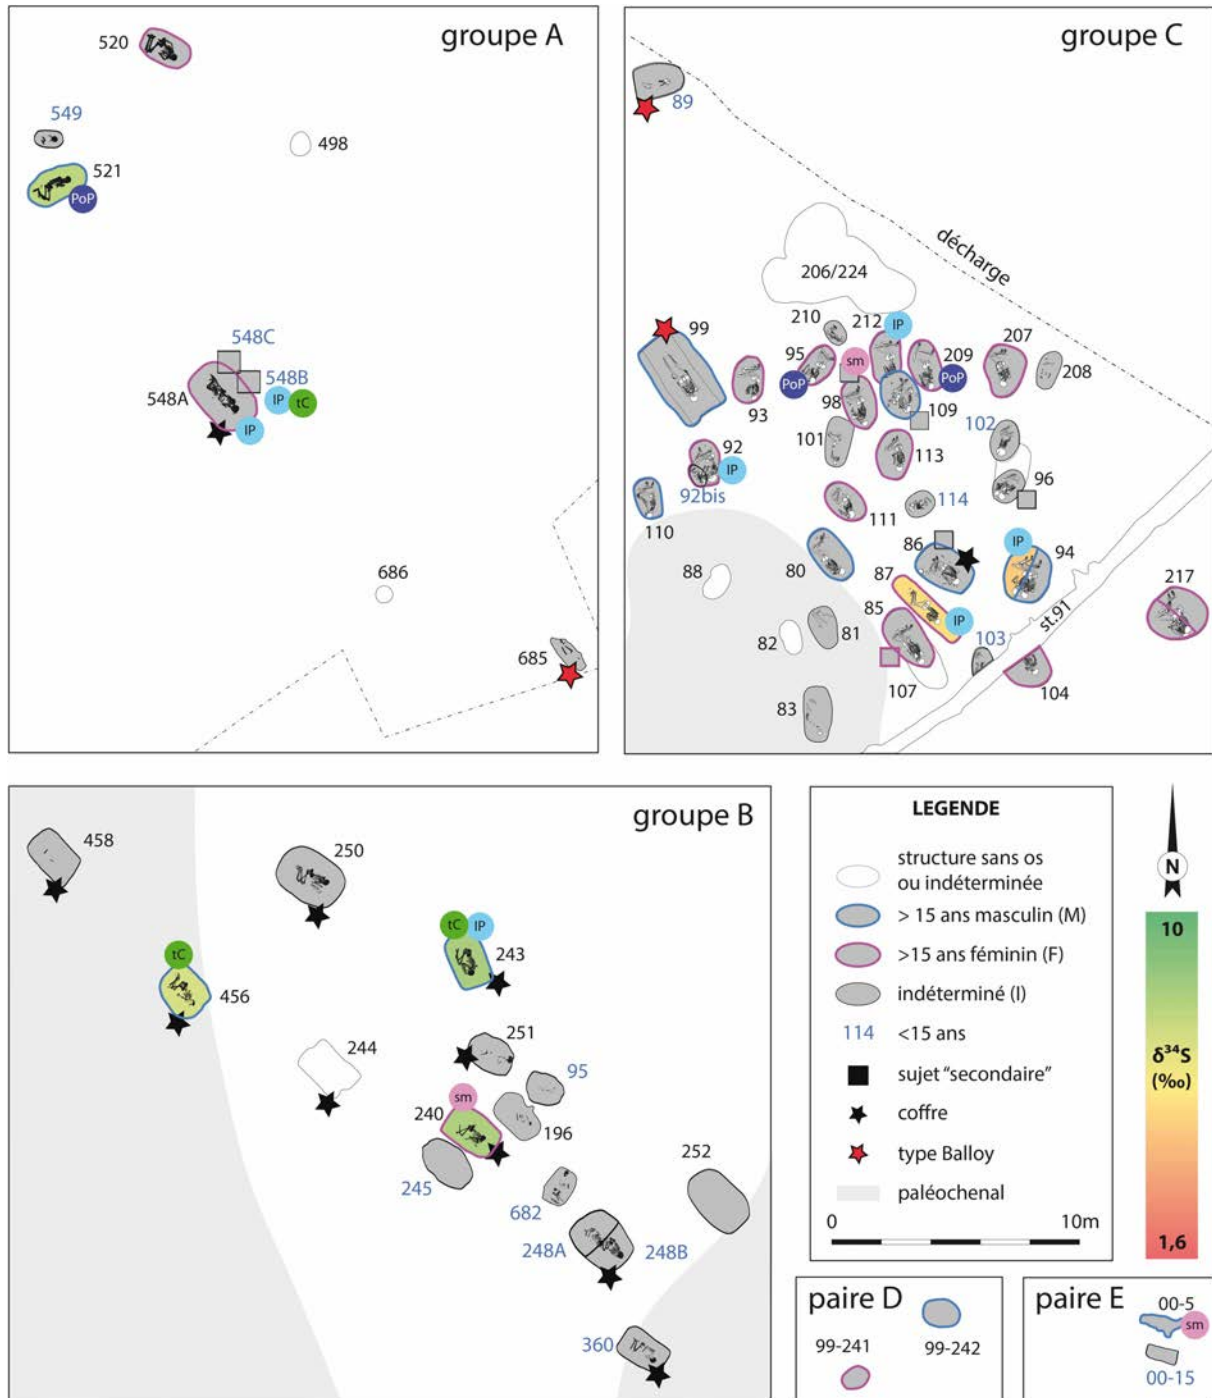 groupe A
520
549
498
521
PoP
548C
548B
548A
IP
tC
IP
686
685
groupe C
89
décharge
206/224
210
212
IP
99
95
sm
209
207
PoP
PoP
208
93
98
109
101
102
92
113
IP
96
92bis
114
110
111
86
IP
94
80
88
87
85
IP
217
81
st.91
82
103
107
104
83
groupe B
458
250
tC
IP
tC
243
456
251
244
95
sm
240
196
252
245
682
248A
248B
360
LEGENDE
structure sans os
ou indéterminée
> 15 ans masculin (M)
>15 ans féminin (F)
indéterminé (I)
114
<15 ans
sujet "secondaire"
coffre
type Balloy
paléochenal
0
10m
N
10
δ³⁴S
(‰)
1,6
paire D
99-241
99-242
paire E
00-5
sm
00-15